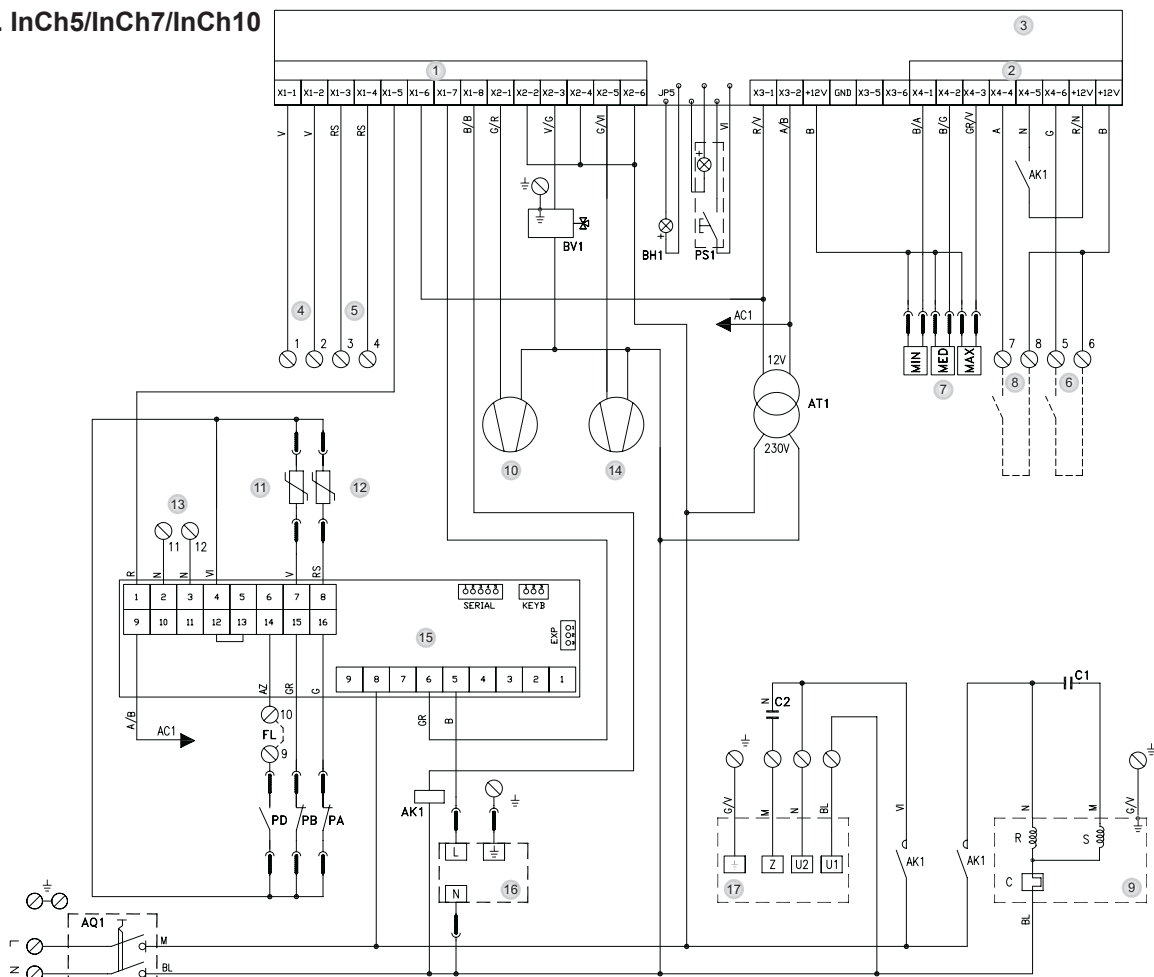 . InCh5/InCh7/InCh10
3
1
2
X1-1 X1-2 X1-3 X1-4 X1-5 X1-6 X1-7 X1-8 X2-1 X2-2 X2-3 X2-4 X2-5 X2-6 JP5 X3-1 X3-2 +12V GND X3-5 X3-6 X4-1 X4-2 X4-3 X4-4 X4-5 X4-6 +12V +12V
V V RS RS B/B G/R V/G G/VI VI R/V A/B B B/A B/G GR/V A N G R/N B
AK1
BV1
BH1 PS1
4 5
AC1
1 2 3 4
12V
7 8 5 6
MIN MED MAX
7 8 6
AT1
230V
10 14
11 12
13
11 12
R N N VI V RS
1 2 3 4 5 6 7 8
SERIAL KEYB
9 10 11 12 13 14 15 16
15
EXP
9 8 7 6 5 4 3 2 1
A/B AZ GR G
GR B
AC1
10
FL
9
C2
N
C1
AK1
PD PB PA
G/V M N BL VI N M G/V
L
N
16
Z U2 U1
17
AK1
AK1
R S
C
9
BL
AQ1
L M
N BL